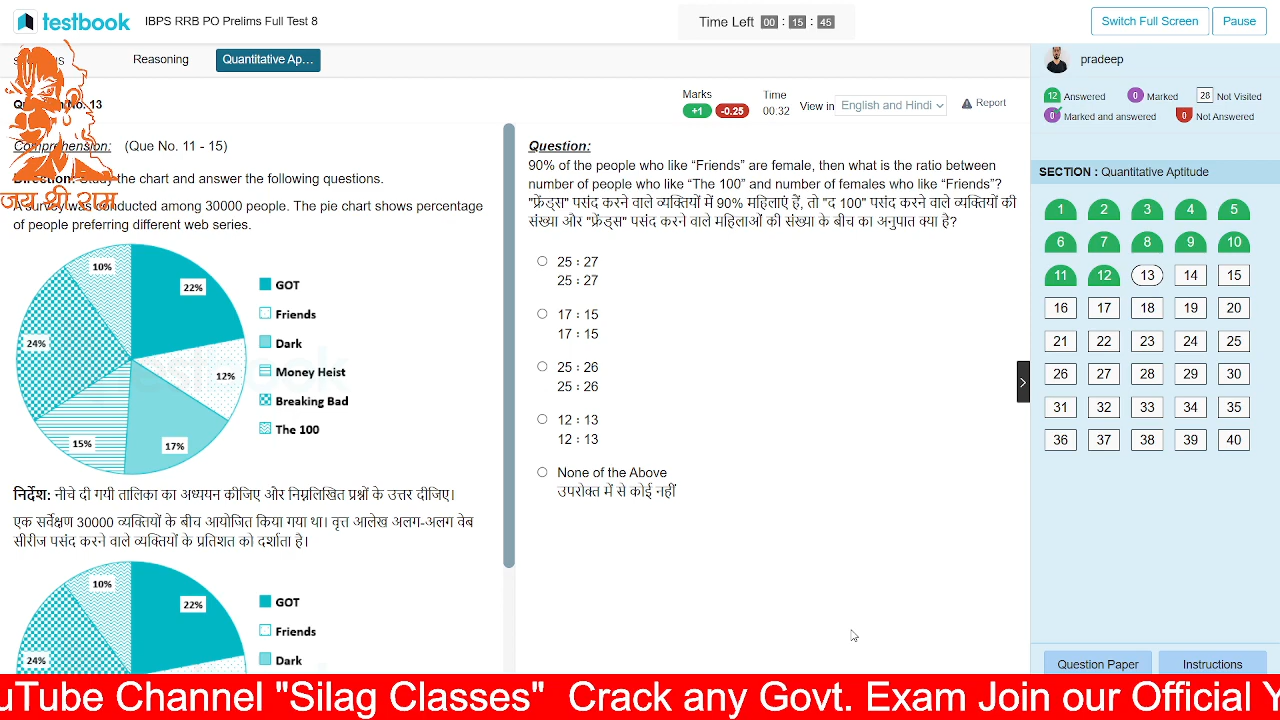 testbook
IBPS RRB PO Prelims Full Test 8
Time Left 00 : 15 : 45
Switch Full Screen
Pause
Reasoning
Quantitative Ap...
pradeep
No. 13
Marks
+1 -0.25
Time
00:32
View in English and Hindi
Report
12 Answered
0 Marked
28 Not Visited
0 Marked and answered
0 Not Answered
SECTION : Quantitative Aptitude
1 2 3 4 5
6 7 8 9 10
11 12 13 14 15
16 17 18 19 20
21 22 23 24 25
26 27 28 29 30
31 32 33 34 35
36 37 38 39 40
Question Paper
Instructions
Comprehension: (Que No. 11 - 15)
the chart and answer the following questions.
जय श्री राम
A survey was conducted among 30000 people. The pie chart shows percentage
of people preferring different web series.
10%
22%
24%
12%
15%
17%
GOT
Friends
Dark
Money Heist
Breaking Bad
The 100
निर्देश: नीचे दी गयी तालिका का अध्ययन कीजिए और निम्नलिखित प्रश्नों के उत्तर दीजिए।
एक सर्वेक्षण 30000 व्यक्तियों के बीच आयोजित किया गया था। वृत्त आलेख अलग-अलग वेब
सीरीज पसंद करने वाले व्यक्तियों के प्रतिशत को दर्शाता है।
10%
22%
24%
GOT
Friends
Dark
Question:
90% of the people who like “Friends” are female, then what is the ratio between
number of people who like “The 100” and number of females who like “Friends”?
"फ्रेंड्स" पसंद करने वाले व्यक्तियों में 90% महिलाएं हैं, तो "द 100" पसंद करने वाले व्यक्तियों की
संख्या और "फ्रेंड्स" पसंद करने वाले महिलाओं की संख्या के बीच का अनुपात क्या है?
25 : 27
25 : 27
17 : 15
17 : 15
25 : 26
25 : 26
12 : 13
12 : 13
None of the Above
उपरोक्त में से कोई नहीं
uTube Channel "Silag Classes" Crack any Govt. Exam Join our Official Y